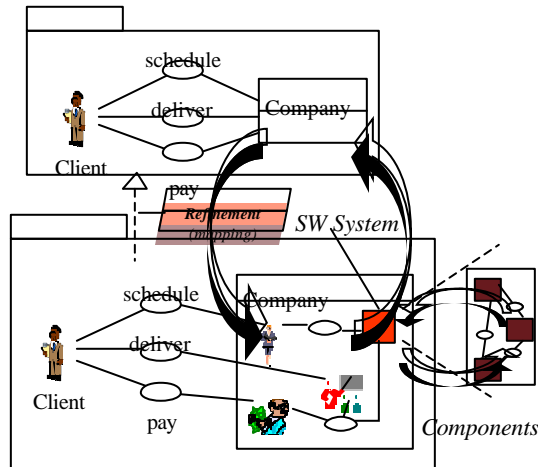 schedule
deliver
Company
Client
pay
Refinement
(mapping)
SW System
schedule
Company
deliver
Client
pay
Components